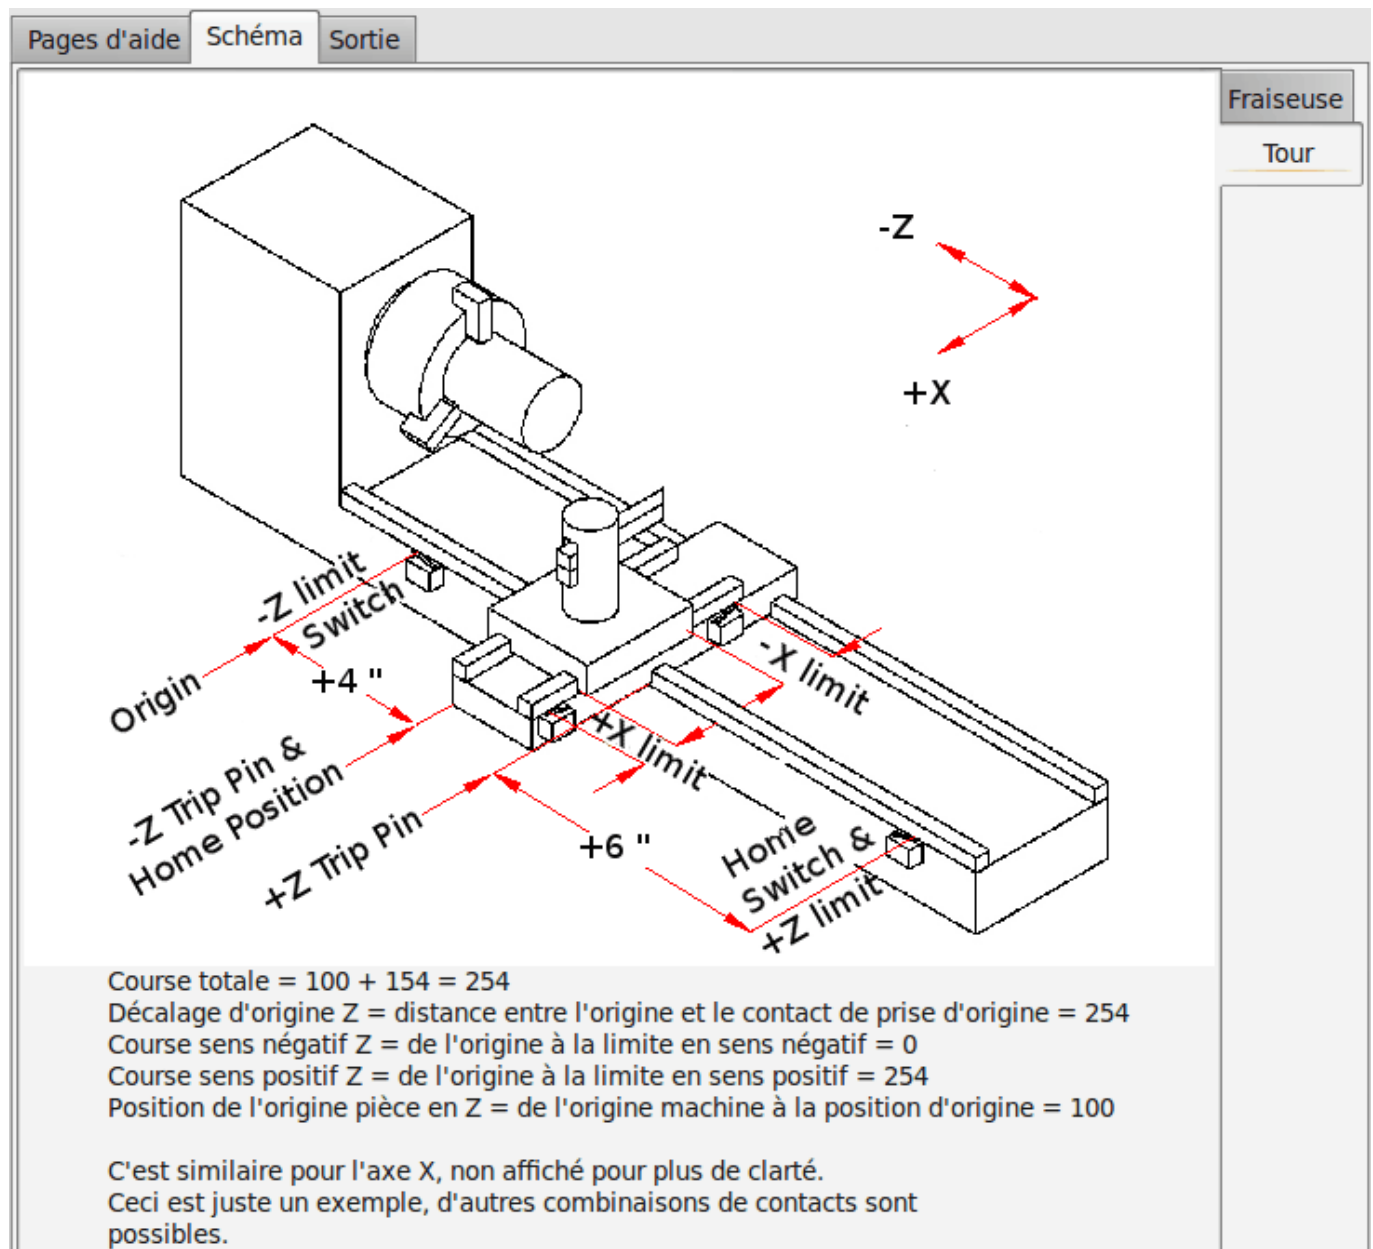 Pages d'aide
Schéma
Sortie
Fraiseuse
Tour
-Z
+X
-Z limit
Switch
Origin
+4 "
-X limit
+X limit
-Z Trip Pin &
Home Position
+Z Trip Pin
+6 "
Home
Switch &
+Z limit
Course totale = 100 + 154 = 254
Décalage d'origine Z = distance entre l'origine et le contact de prise d'origine = 254
Course sens négatif Z = de l'origine à la limite en sens négatif = 0
Course sens positif Z = de l'origine à la limite en sens positif = 254
Position de l'origine pièce en Z = de l'origine machine à la position d'origine = 100
C'est similaire pour l'axe X, non affiché pour plus de clarté.
Ceci est juste un exemple, d'autres combinaisons de contacts sont
possibles.